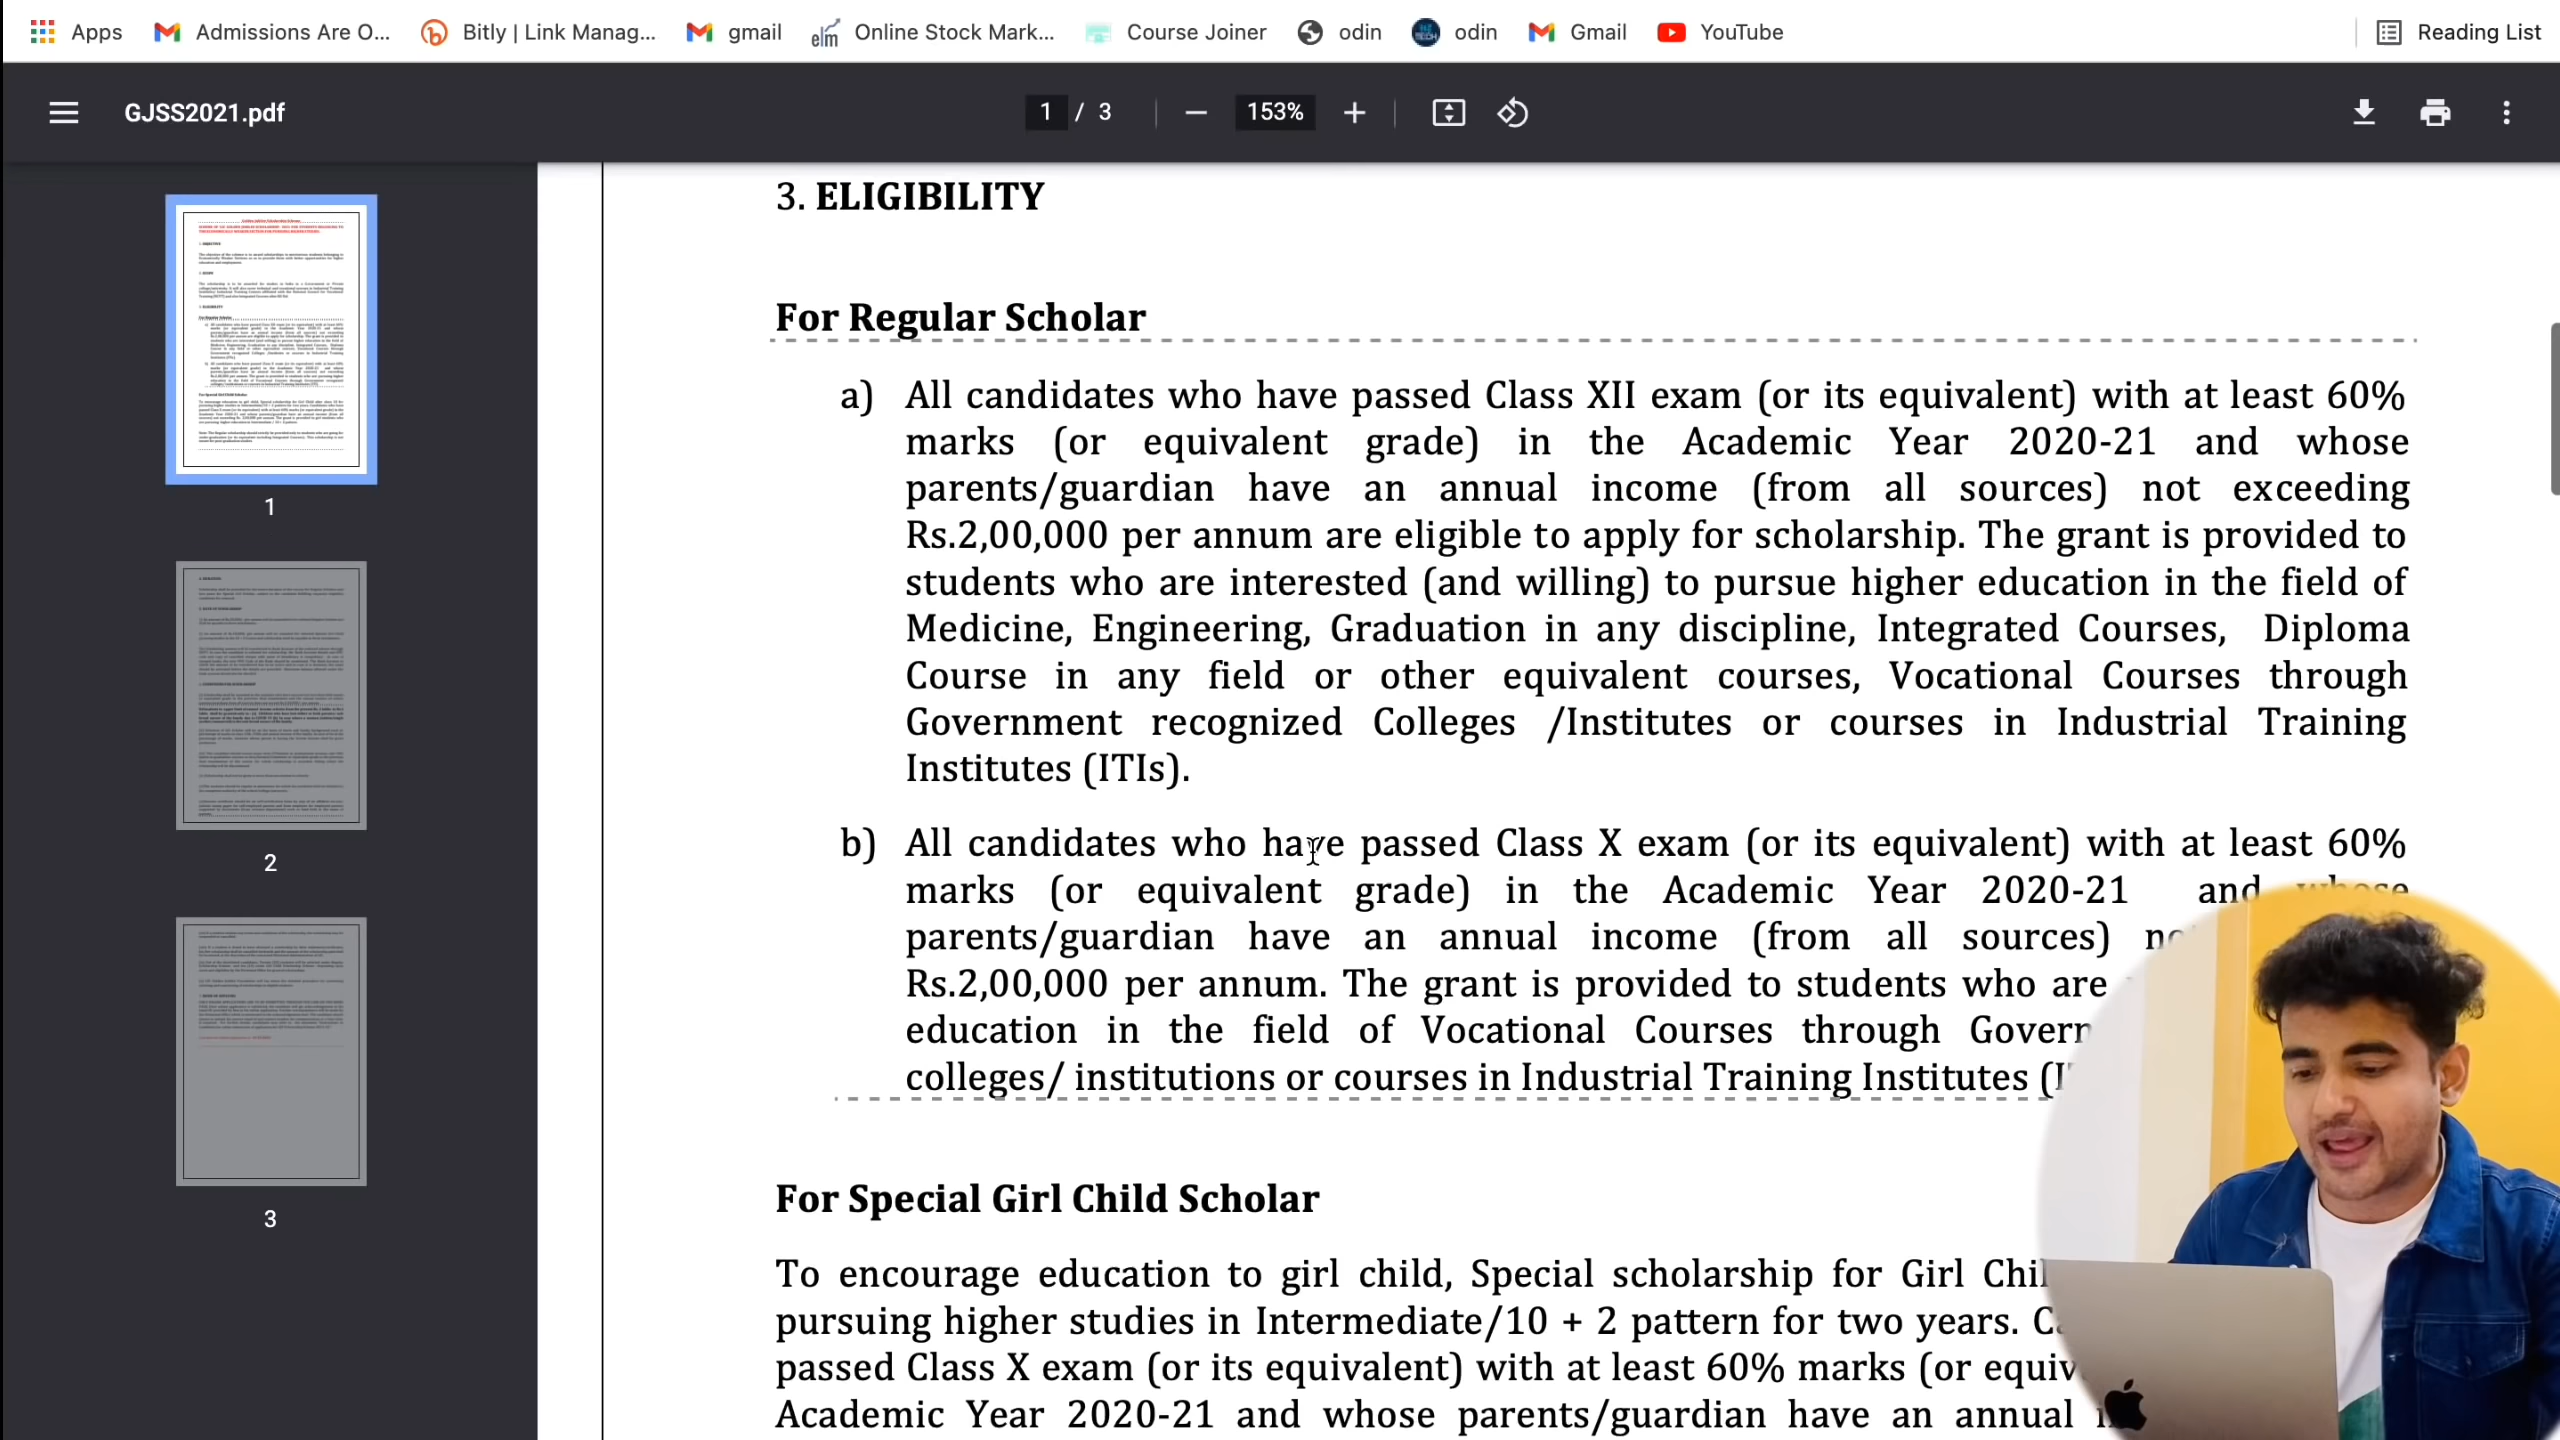 Apps Admissions Are O... Bitly | Link Manag... gmail elm Online Stock Mark... Course Joiner odin odin Gmail YouTube Reading List
GJSS2021.pdf 1 / 3 153%
1
2
3
3. ELIGIBILITY
For Regular Scholar
a) All candidates who have passed Class XII exam (or its equivalent) with at least 60%
marks (or equivalent grade) in the Academic Year 2020-21 and whose
parents/guardian have an annual income (from all sources) not exceeding
Rs.2,00,000 per annum are eligible to apply for scholarship. The grant is provided to
students who are interested (and willing) to pursue higher education in the field of
Medicine, Engineering, Graduation in any discipline, Integrated Courses, Diploma
Course in any field or other equivalent courses, Vocational Courses through
Government recognized Colleges /Institutes or courses in Industrial Training
Institutes (ITIs).
b) All candidates who have passed Class X exam (or its equivalent) with at least 60%
marks (or equivalent grade) in the Academic Year 2020-21 and whose
parents/guardian have an annual income (from all sources)
Rs.2,00,000 per annum. The grant is provided to students who are
education in the field of Vocational Courses through
colleges/ institutions or courses in Industrial Training Institutes
For Special Girl Child Scholar
To encourage education to girl child, Special scholarship for Girl
pursuing higher studies in Intermediate/10 + 2 pattern for two years.
passed Class X exam (or its equivalent) with at least 60% marks (or
Academic Year 2020-21 and whose parents/guardian have an annual